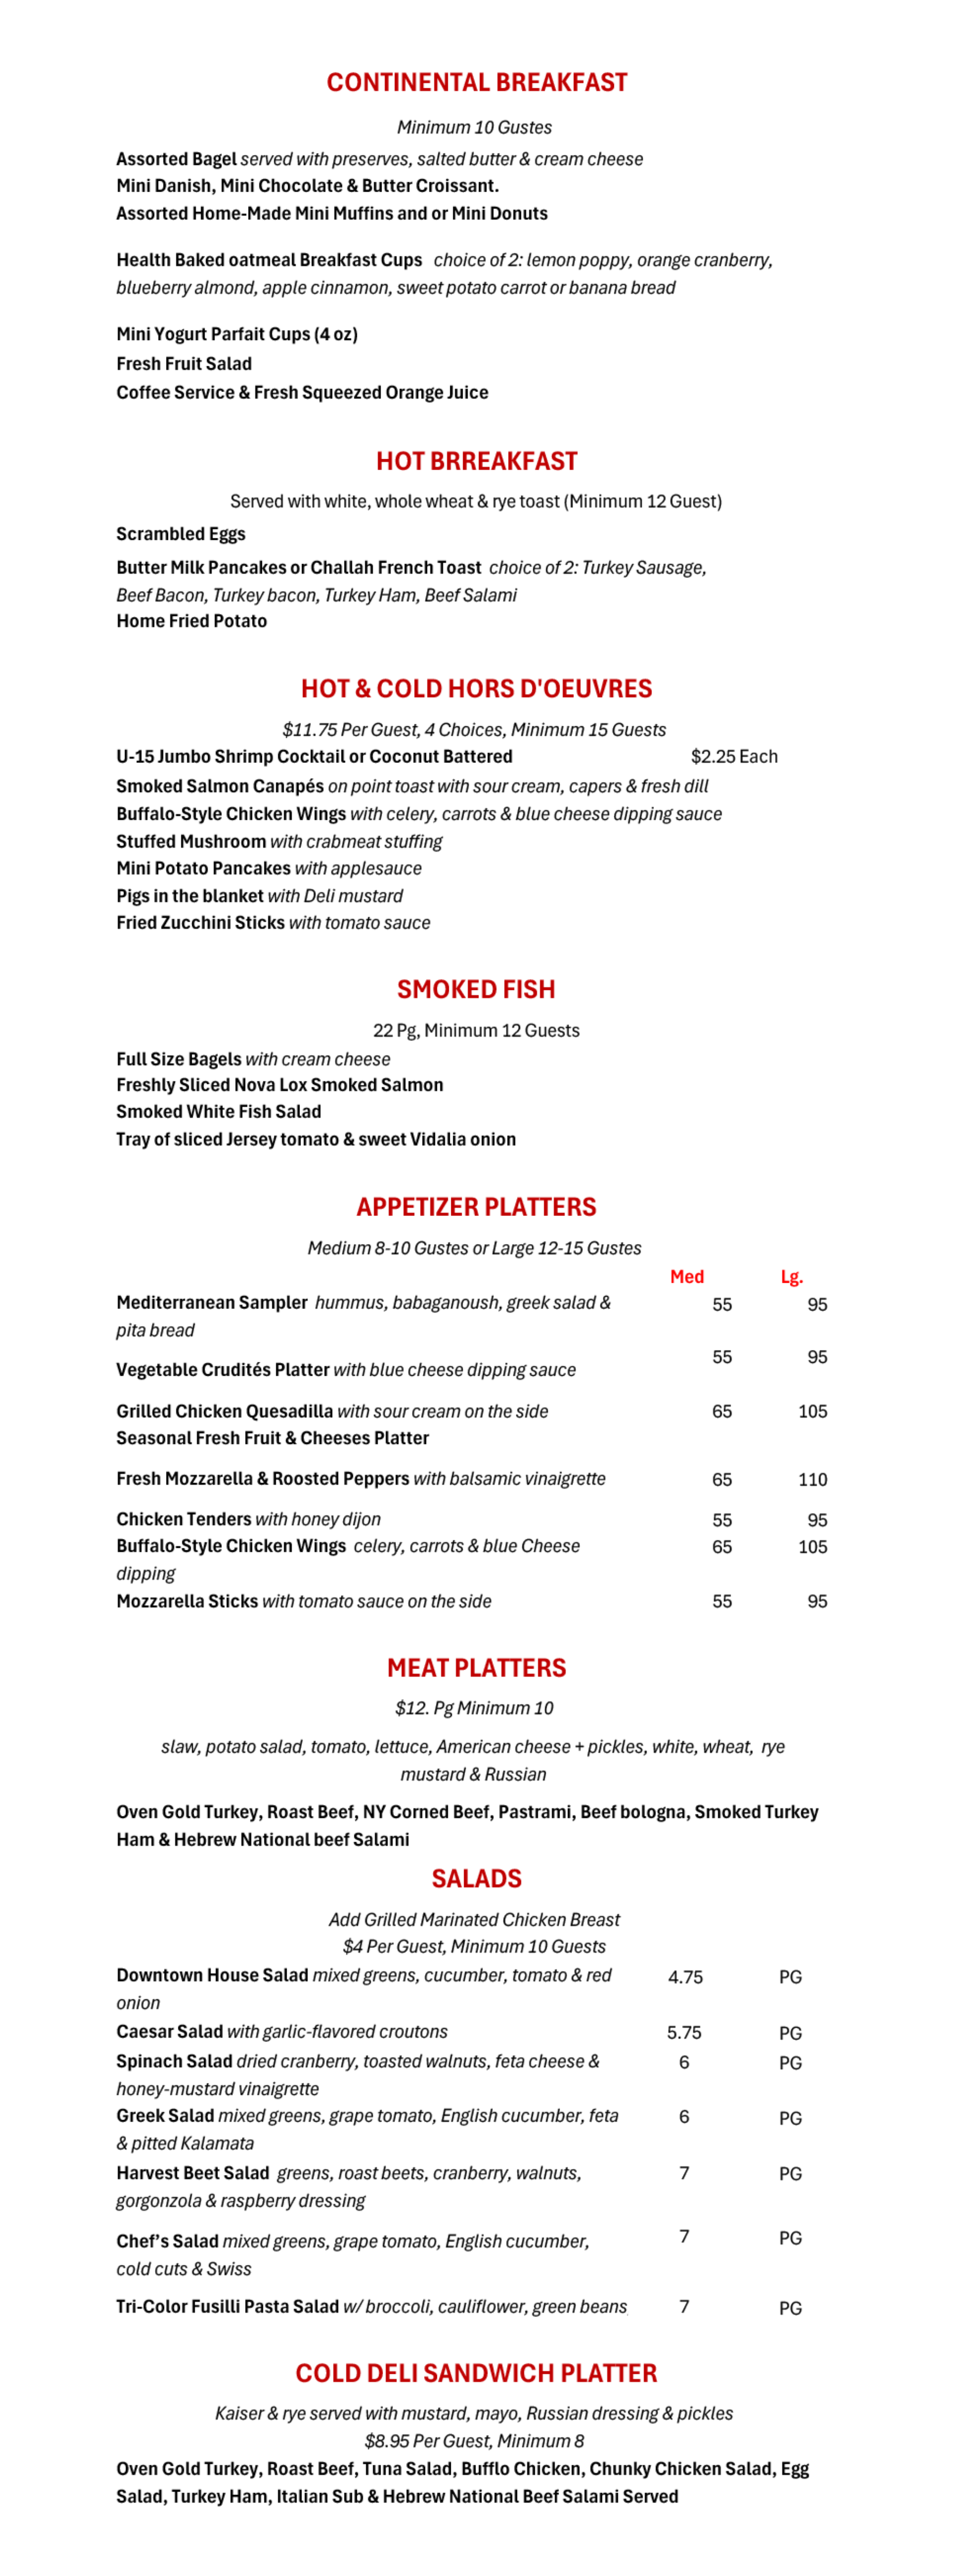 CONTINENTAL BREAKFAST
Minimum 10 Gustes
Assorted Bagel served with preserves, salted butter & cream cheese
Mini Danish, Mini Chocolate & Butter Croissant.
Assorted Home-Made Mini Muffins and or Mini Donuts
Health Baked oatmeal Breakfast Cups choice of 2: lemon poppy, orange cranberry,
blueberry almond, apple cinnamon, sweet potato carrot or banana bread
Mini Yogurt Parfait Cups (4 oz)
Fresh Fruit Salad
Coffee Service & Fresh Squeezed Orange Juice
HOT BRREAKFAST
Served with white, whole wheat & rye toast (Minimum 12 Guest)
Scrambled Eggs
Butter Milk Pancakes or Challah French Toast choice of 2: Turkey Sausage,
Beef Bacon, Turkey bacon, Turkey Ham, Beef Salami
Home Fried Potato
HOT & COLD HORS D'OEUVRES
$11.75 Per Guest, 4 Choices, Minimum 15 Guests
U-15 Jumbo Shrimp Cocktail or Coconut Battered $2.25 Each
Smoked Salmon Canapés on point toast with sour cream, capers & fresh dill
Buffalo-Style Chicken Wings with celery, carrots & blue cheese dipping sauce
Stuffed Mushroom with crabmeat stuffing
Mini Potato Pancakes with applesauce
Pigs in the blanket with Deli mustard
Fried Zucchini Sticks with tomato sauce
SMOKED FISH
22 Pg, Minimum 12 Guests
Full Size Bagels with cream cheese
Freshly Sliced Nova Lox Smoked Salmon
Smoked White Fish Salad
Tray of sliced Jersey tomato & sweet Vidalia onion
APPETIZER PLATTERS
Medium 8-10 Gustes or Large 12-15 Gustes
Med Lg.
Mediterranean Sampler hummus, babaganoush, greek salad & 55 95
pita bread
Vegetable Crudités Platter with blue cheese dipping sauce 55 95
Grilled Chicken Quesadilla with sour cream on the side 65 105
Seasonal Fresh Fruit & Cheeses Platter
Fresh Mozzarella & Roosted Peppers with balsamic vinaigrette 65 110
Chicken Tenders with honey dijon 55 95
Buffalo-Style Chicken Wings celery, carrots & blue Cheese 65 105
dipping
Mozzarella Sticks with tomato sauce on the side 55 95
MEAT PLATTERS
$12. Pg Minimum 10
slaw, potato salad, tomato, lettuce, American cheese + pickles, white, wheat, rye
mustard & Russian
Oven Gold Turkey, Roast Beef, NY Corned Beef, Pastrami, Beef bologna, Smoked Turkey
Ham & Hebrew National beef Salami
SALADS
Add Grilled Marinated Chicken Breast
$4 Per Guest, Minimum 10 Guests
Downtown House Salad mixed greens, cucumber, tomato & red 4.75 PG
onion
Caesar Salad with garlic-flavored croutons 5.75 PG
Spinach Salad dried cranberry, toasted walnuts, feta cheese & 6 PG
honey-mustard vinaigrette
Greek Salad mixed greens, grape tomato, English cucumber, feta 6 PG
& pitted Kalamata
Harvest Beet Salad greens, roast beets, cranberry, walnuts, 7 PG
gorgonzola & raspberry dressing
Chef’s Salad mixed greens, grape tomato, English cucumber, 7 PG
cold cuts & Swiss
Tri-Color Fusilli Pasta Salad w/ broccoli, cauliflower, green beans 7 PG
COLD DELI SANDWICH PLATTER
Kaiser & rye served with mustard, mayo, Russian dressing & pickles
$8.95 Per Guest, Minimum 8
Oven Gold Turkey, Roast Beef, Tuna Salad, Bufflo Chicken, Chunky Chicken Salad, Egg
Salad, Turkey Ham, Italian Sub & Hebrew National Beef Salami Served